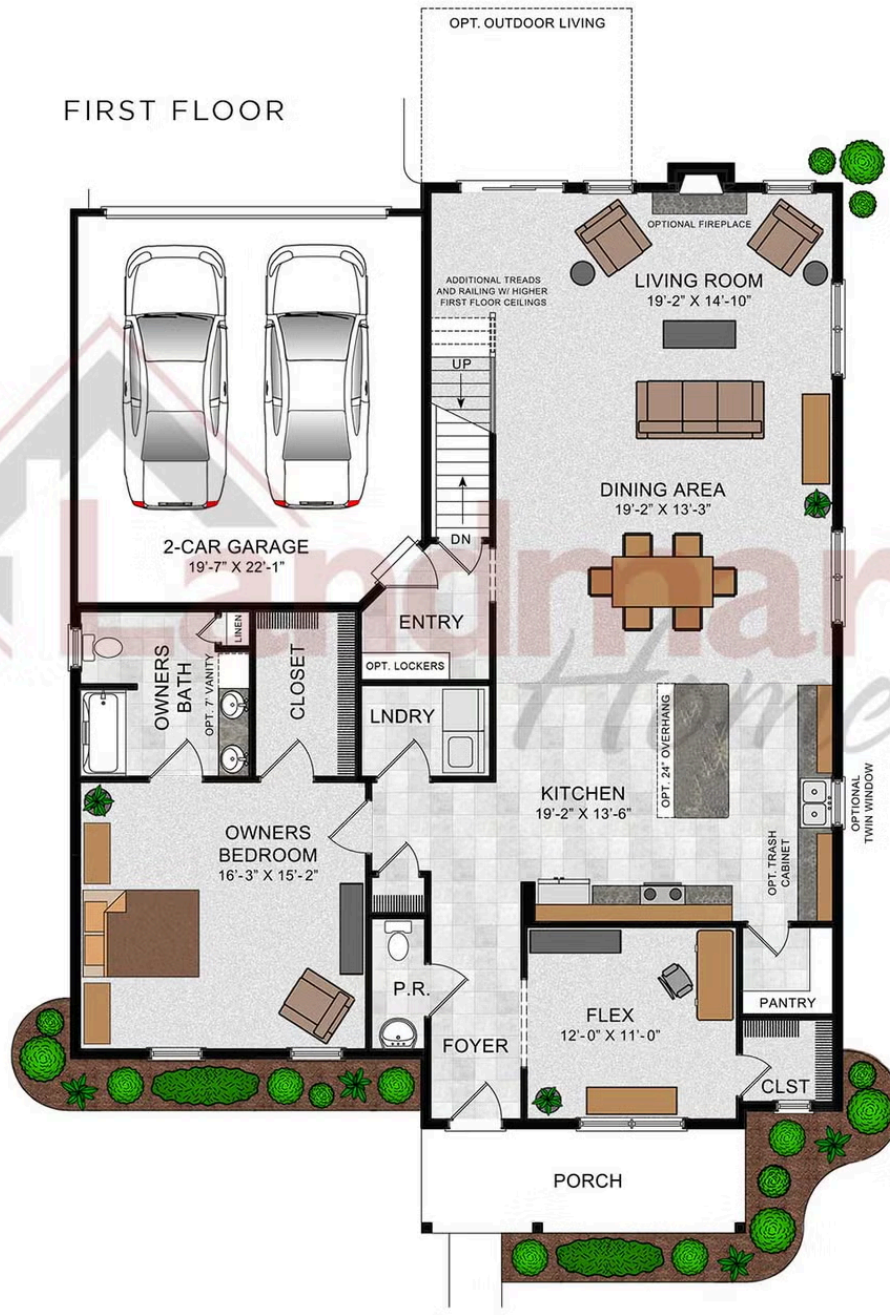 OPT. OUTDOOR LIVING
FIRST FLOOR
OPTIONAL FIREPLACE
ADDITIONAL TREADS
AND RAILING W/ HIGHER
FIRST FLOOR CEILINGS
LIVING ROOM
19'-2" X 14'-10"
UP
DINING AREA
19'-2" X 13'-3"
DN
2-CAR GARAGE
19'-7" X 22'-1"
Landmar
Home
ENTRY
OPT. LOCKERS
LINEN
OWNERS
BATH
OPT. 7' VANITY
CLOSET
LNDRY
OPT. 24" OVERHANG
KITCHEN
19'-2" X 13'-6"
OPTIONAL
TWIN WINDOW
OPT. TRASH
CABINET
OWNERS
BEDROOM
16'-3" X 15'-2"
P.R.
PANTRY
FLEX
12'-0" X 11'-0"
FOYER
CLST
PORCH